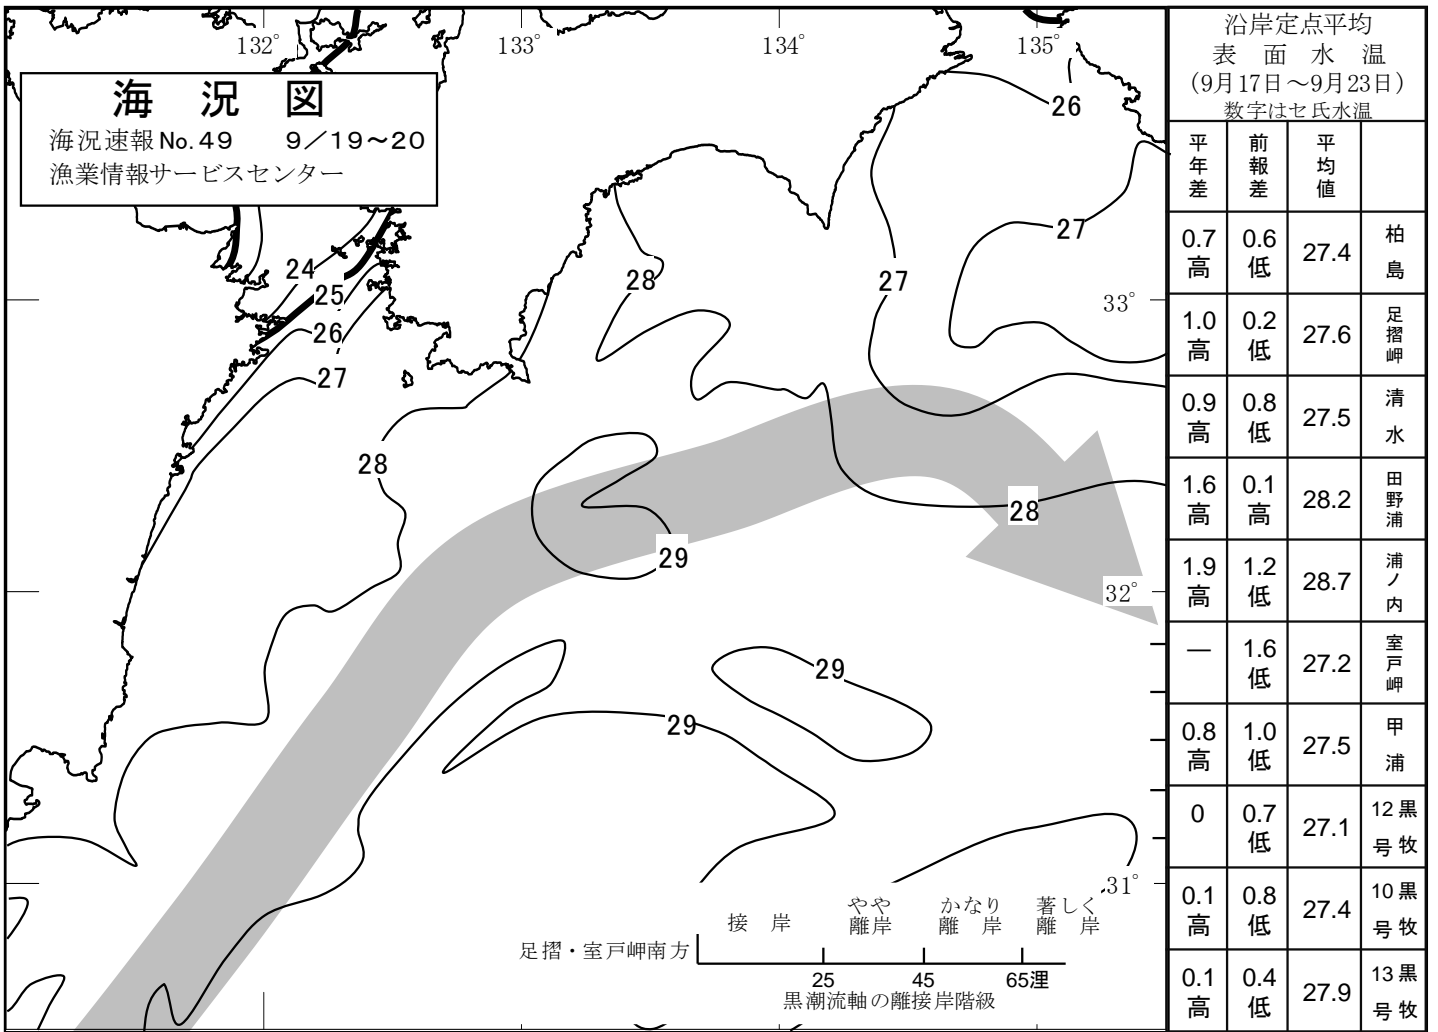 132°
133°
134°
135°
海 況 図
海況速報No.49 9/19~20
漁業情報サービスセンター
26
27
27
28
24
25
26
27
33°
28
28
29
32°
29
29
31°
接 岸
やや
離岸
かなり
離 岸
著しく
離 岸
足摺・室戸岬南方
25
45
65浬
黒潮流軸の離接岸階級
沿岸定点平均
表 面 水 温
(9月17日~9月23日)
数字はセ氏水温
平年差 前報差 平均値
0.7高 0.6低 27.4 柏島
1.0高 0.2低 27.6 足摺岬
0.9高 0.8低 27.5 清水
1.6高 0.1高 28.2 田野浦
1.9高 1.2低 28.7 浦ノ内
— 1.6低 27.2 室戸岬
0.8高 1.0低 27.5 甲浦
0 0.7低 27.1 黒牧12号
0.1高 0.8低 27.4 黒牧10号
0.1高 0.4低 27.9 黒牧13号